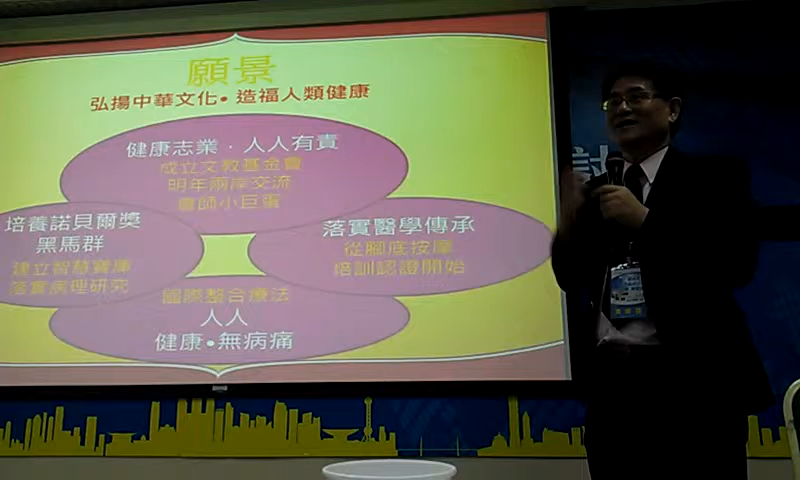 願景
弘揚中華文化•造福人類健康
健康志業．人人有責
成立文教基金會
明年兩岸交流
會師小巨蛋
培養諾貝爾獎
黑馬群
建立智慧寶庫
落實病理研究
落實醫學傳承
從腳底按摩
培訓認證開始
國際整合療法
人人
健康•無病痛
討